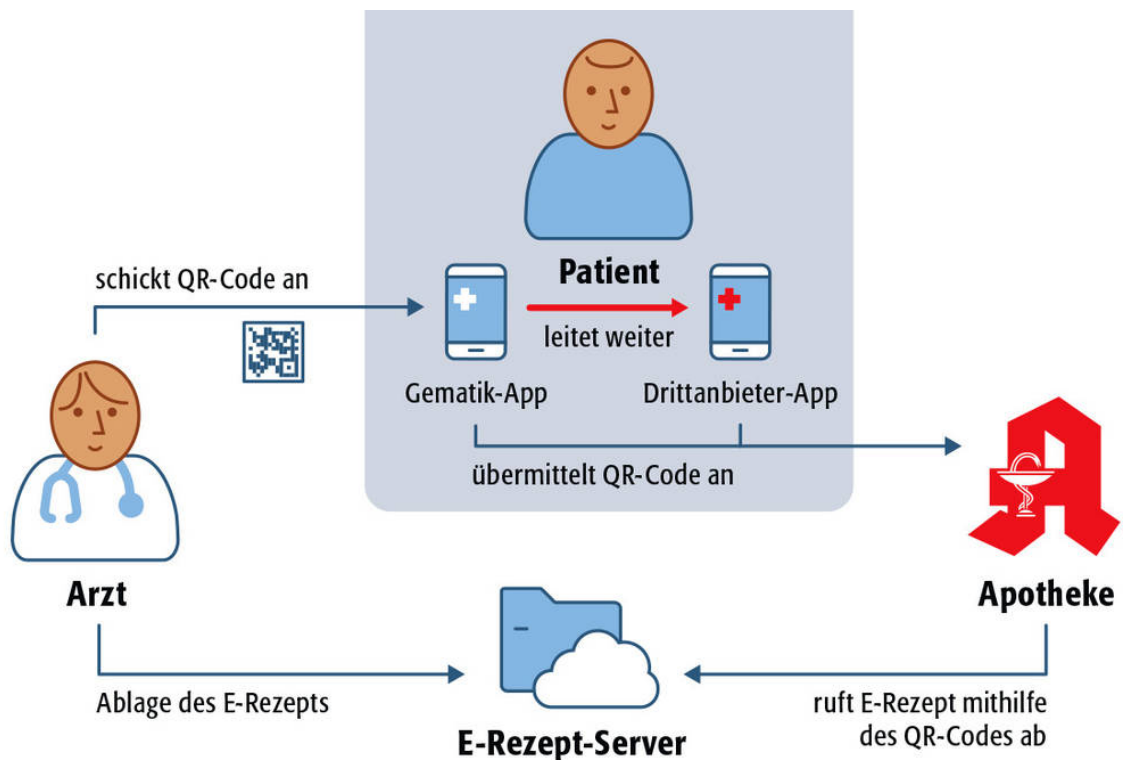 Patient
schickt QR-Code an
leitet weiter
Gematik-App
Drittanbieter-App
übermittelt QR-Code an
Arzt
Apotheke
Ablage des E-Rezepts
ruft E-Rezept mithilfe
des QR-Codes ab
E-Rezept-Server